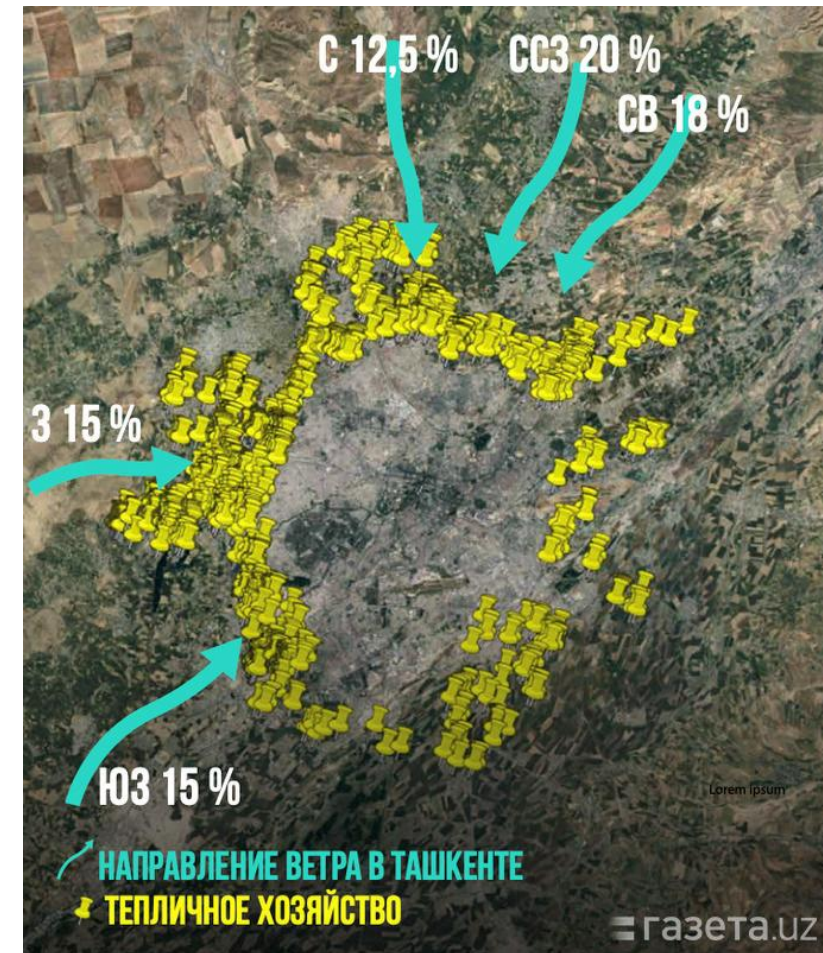 С 12,5 %
ССЗ 20 %
СВ 18 %
З 15 %
ЮЗ 15 %
Lorem ipsum
НАПРАВЛЕНИЕ ВЕТРА В ТАШКЕНТЕ
ТЕПЛИЧНОЕ ХОЗЯЙСТВО
газета.uz